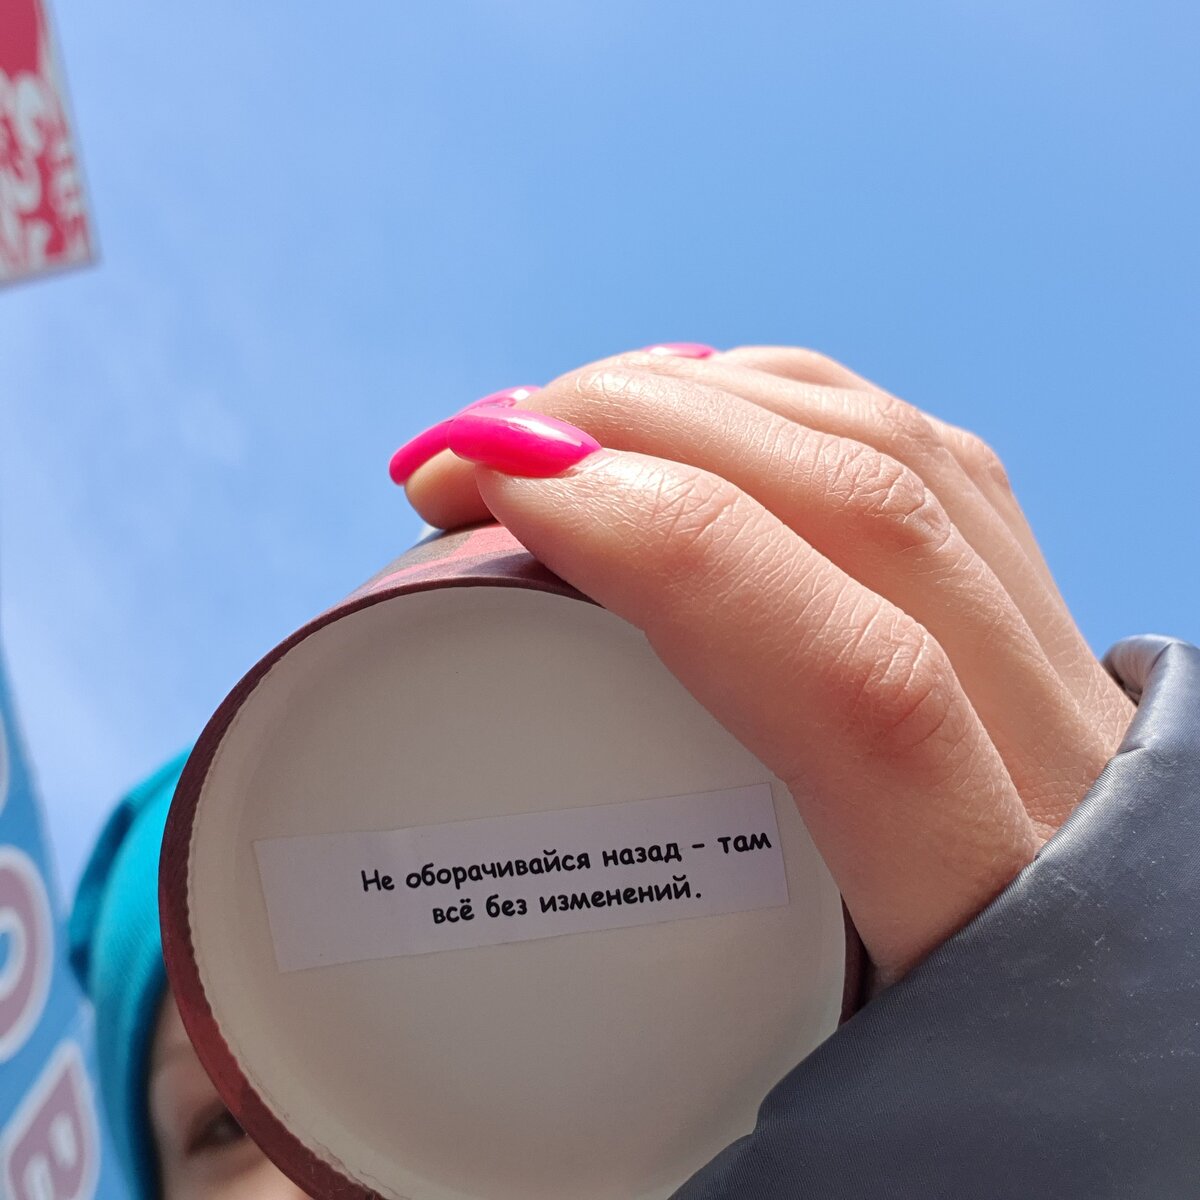 Не оборачивайся назад - там
всё без изменений.